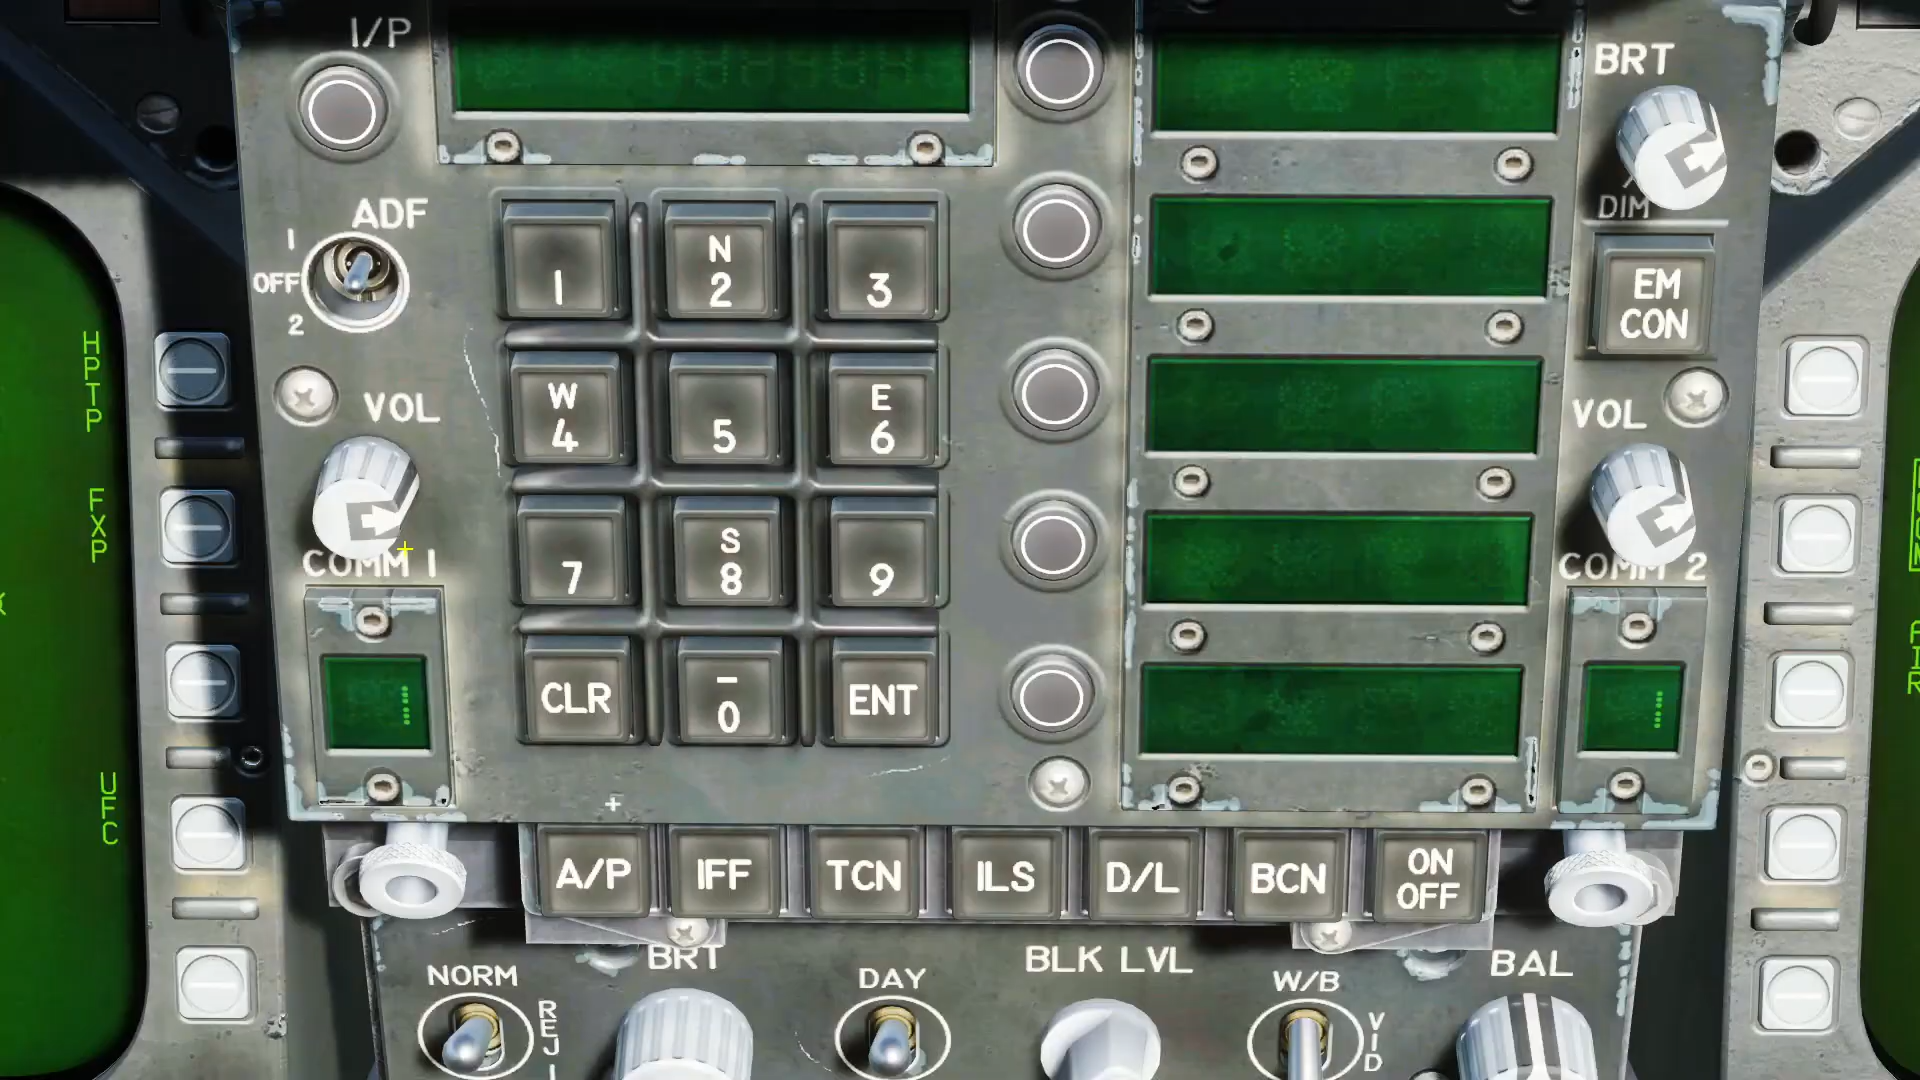 I/P
BRT
DIM
ADF
1
OFF
2
1
N
2
3
EM
CON
HPTP
VOL
W
4
5
E
6
VOL
FXP
COMM 1
7
S
8
9
COMM 2
CLR
–
0
ENT
UFC
A/P
IFF
TCN
ILS
D/L
BCN
ON
OFF
NORM
BRT
DAY
BLK LVL
W/B
BAL
VID